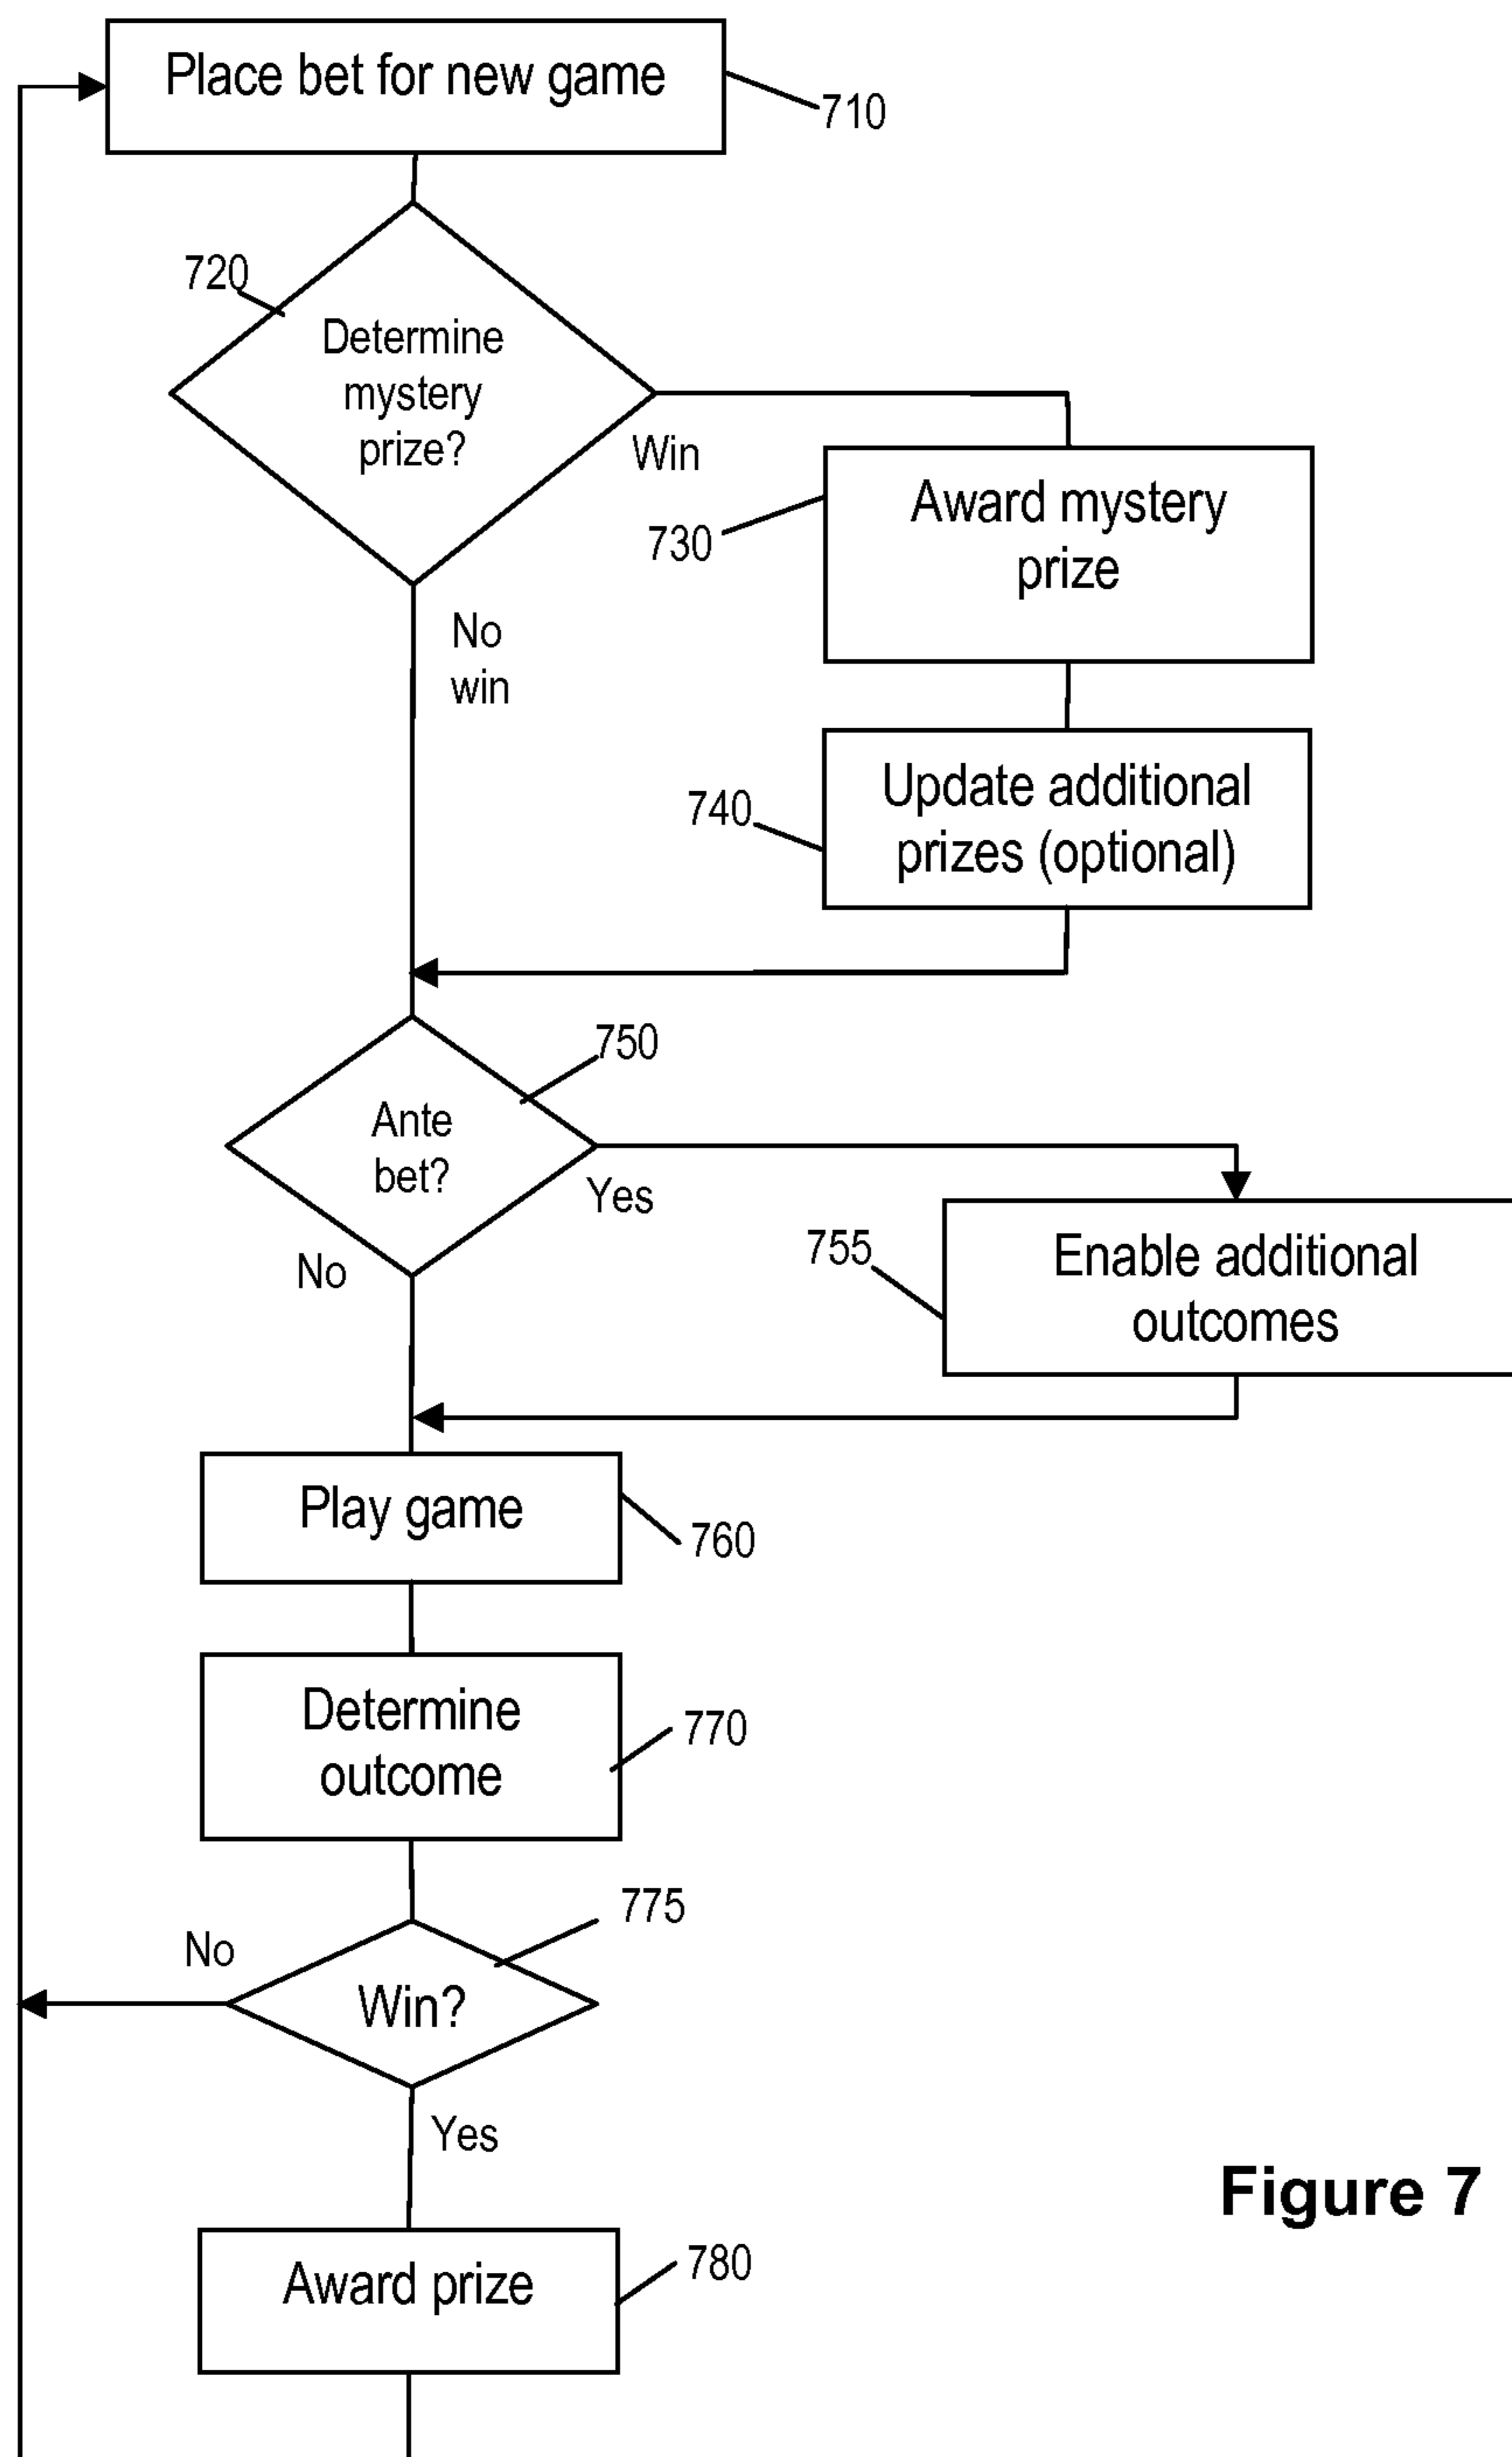 Place bet for new game
710
720
Determine
mystery
prize?
Win
Award mystery
prize
730
No
win
Update additional
prizes (optional)
740
750
Ante
bet?
Yes
No
755
Enable additional
outcomes
Play game
760
Determine
outcome
770
775
No
Win?
Yes
Figure 7
Award prize
780